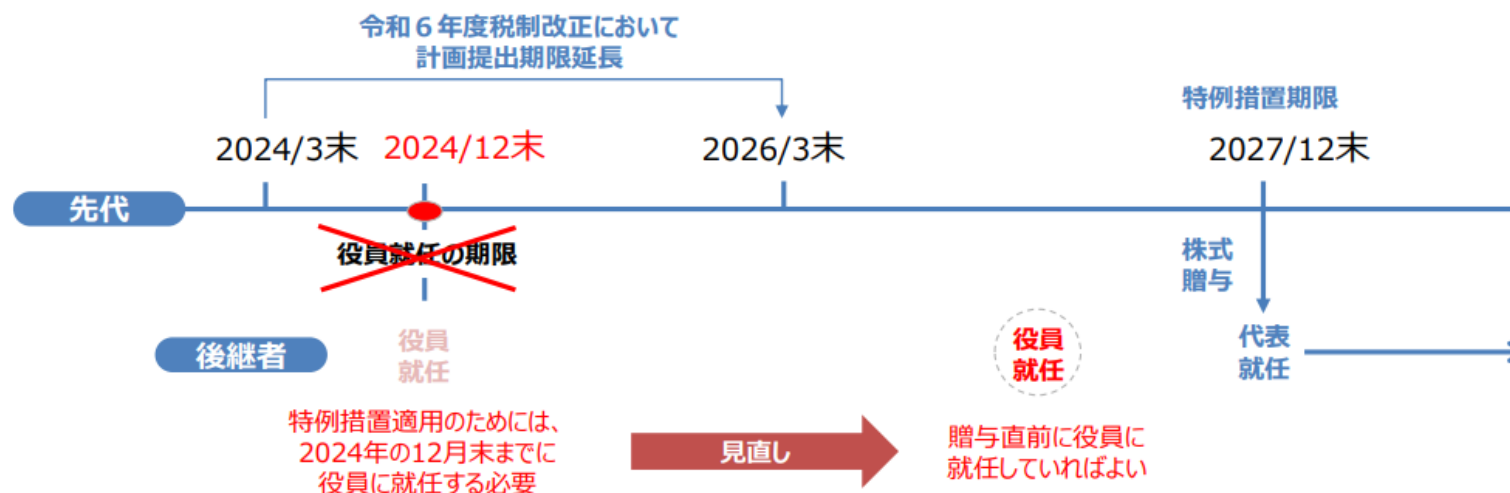 令和６年度税制改正において
計画提出期限延長
特例措置期限
2024/3末
2024/12末
2026/3末
2027/12末
先代
役員就任の期限
株式
贈与
後継者
役員
就任
役員
就任
代表
就任
特例措置適用のためには、
2024年の12月末までに
役員に就任する必要
見直し
贈与直前に役員に
就任していればよい